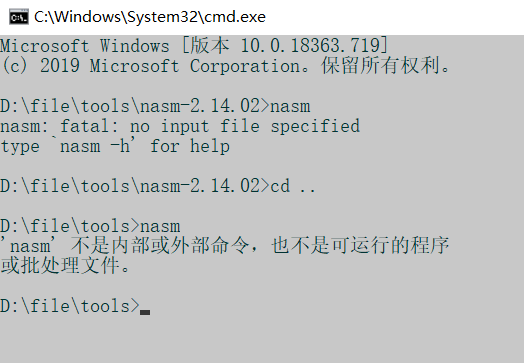 C:\Windows\System32\cmd.exe
Microsoft Windows [版本 10.0.18363.719]
(c) 2019 Microsoft Corporation。保留所有权利。
D:\file\tools\nasm-2.14.02>nasm
nasm: fatal: no input file specified
type `nasm -h' for help
D:\file\tools\nasm-2.14.02>cd ..
D:\file\tools>nasm
'nasm' 不是内部或外部命令，也不是可运行的程序
或批处理文件。
D:\file\tools>